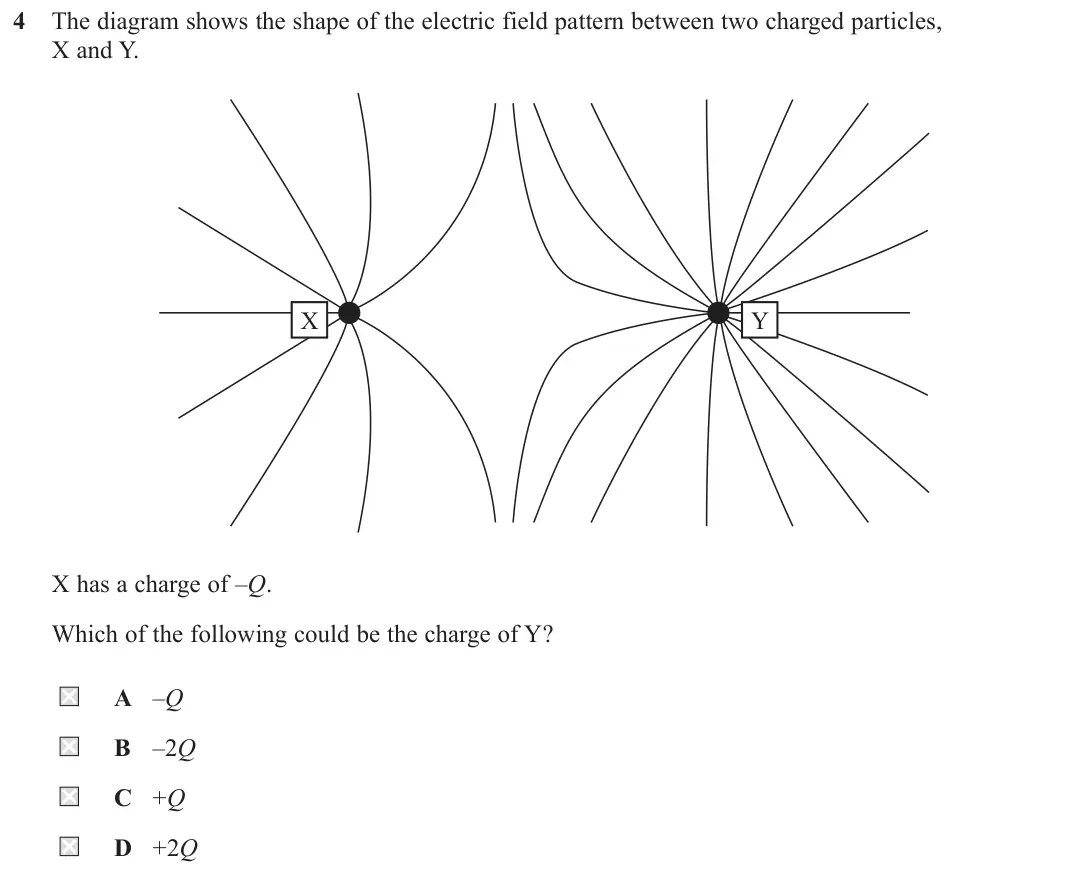 4 The diagram shows the shape of the electric field pattern between two charged particles,
X and Y.
X
Y
X has a charge of –Q.
Which of the following could be the charge of Y?
A –Q
B –2Q
C +Q
D +2Q